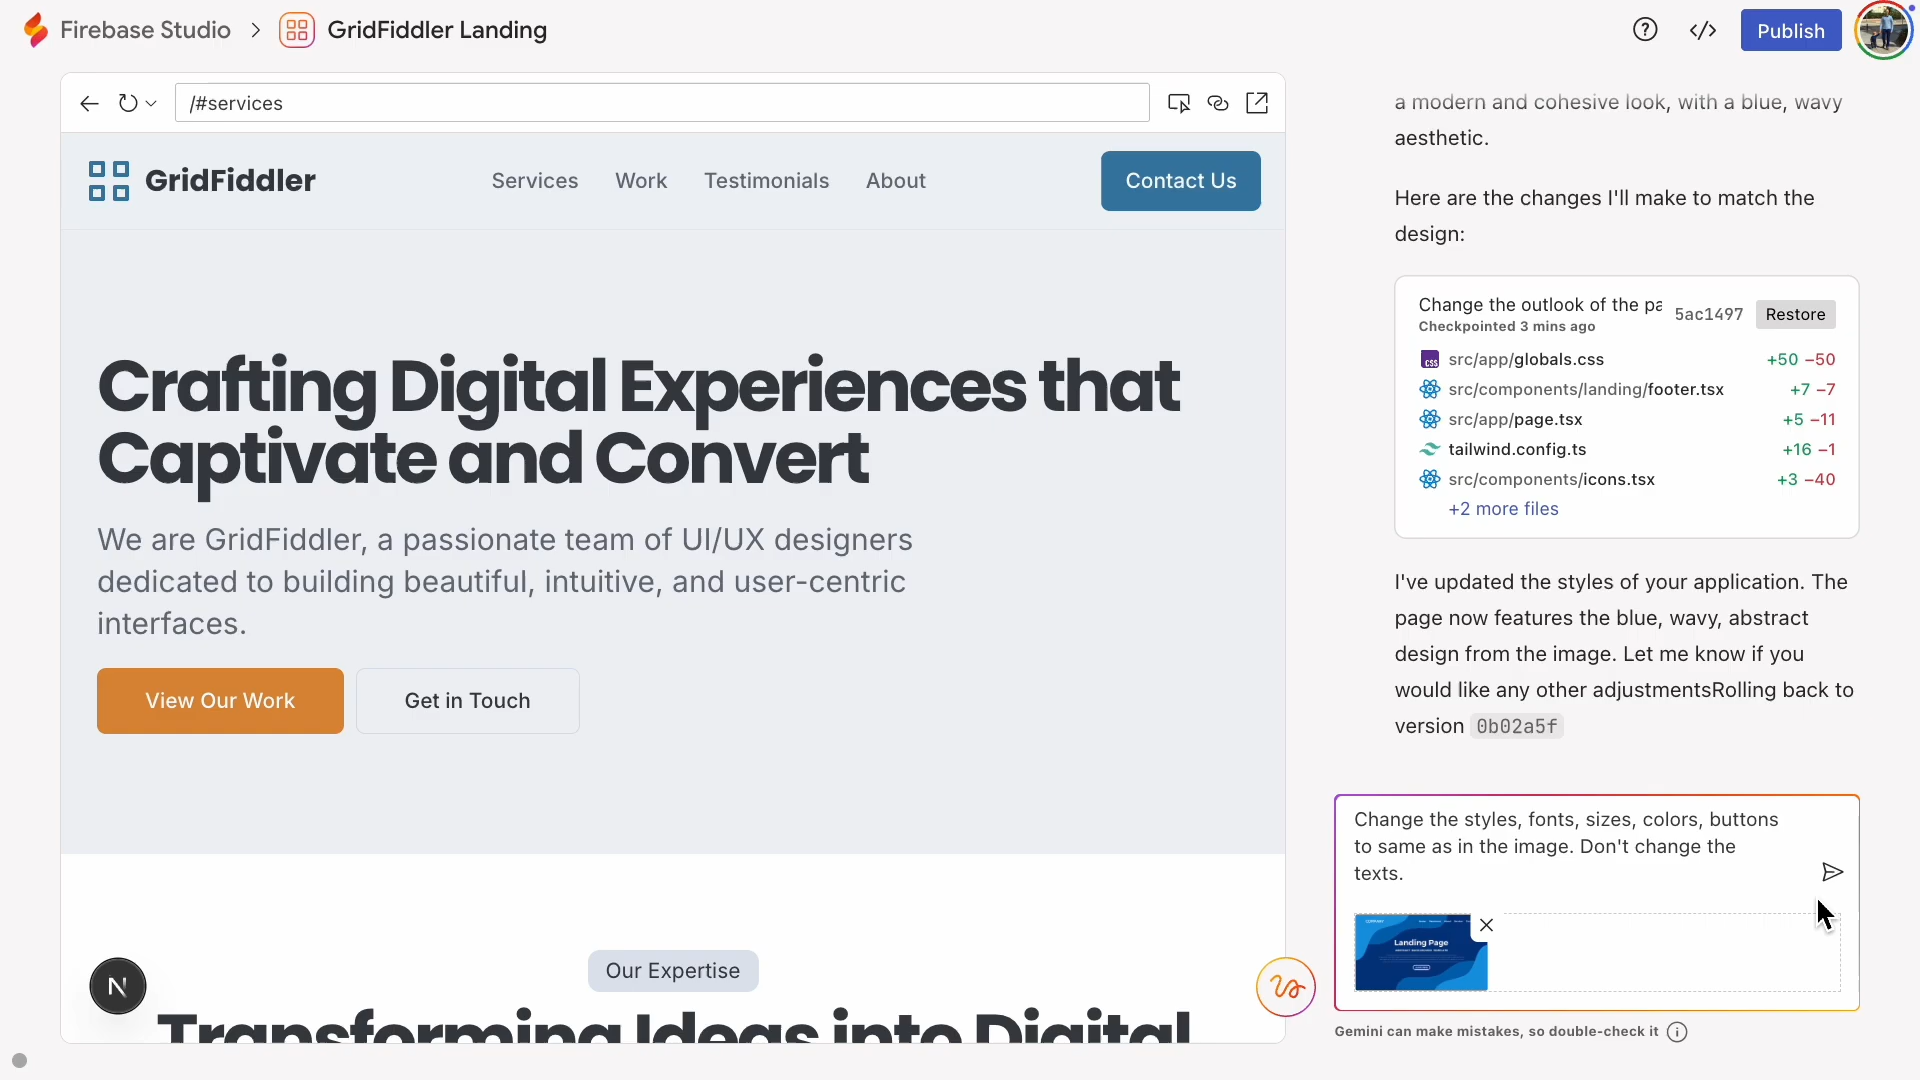 Firebase Studio
GridFiddler Landing
Publish
/#services
GridFiddler
Services
Work
Testimonials
About
Contact Us
Crafting Digital Experiences that
Captivate and Convert
We are GridFiddler, a passionate team of UI/UX designers
dedicated to building beautiful, intuitive, and user-centric
interfaces.
View Our Work
Get in Touch
Our Expertise
Transforming Ideas into Digital
N
a modern and cohesive look, with a blue, wavy
aesthetic.
Here are the changes I'll make to match the
design:
Change the outlook of the pa
5ac1497
Restore
Checkpointed 3 mins ago
css src/app/globals.css +50 −50
src/components/landing/footer.tsx +7 −7
src/app/page.tsx +5 −11
tailwind.config.ts +16 −1
src/components/icons.tsx +3 −40
+2 more files
I've updated the styles of your application. The
page now features the blue, wavy, abstract
design from the image. Let me know if you
would like any other adjustmentsRolling back to
version 0b02a5f
Change the styles, fonts, sizes, colors, buttons
to same as in the image. Don't change the
texts.
Landing Page
Gemini can make mistakes, so double-check it